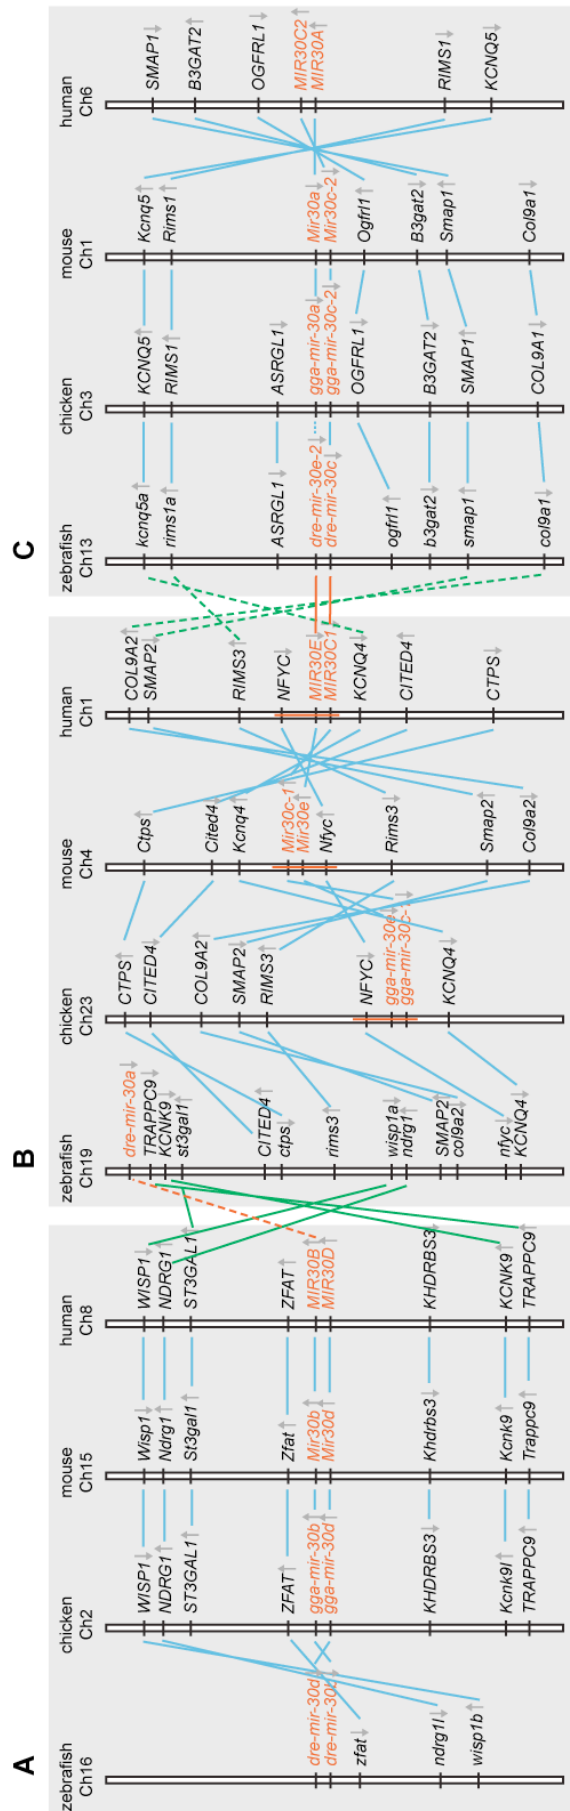 A
zebrafish
Ch16
dre-mir-30d
dre-mir-30b
zfat
ndrg1l
wisp1b
chicken
Ch2
WISP1
NDRG1
ST3GAL1
ZFAT
gga-mir-30b
gga-mir-30d
KHDRBS3
Kcnk9l
TRAPPC9
mouse
Ch15
Wisp1
Ndrg1
St3gal1
Zfat
Mir30b
Mir30d
Khdrbs3
Kcnk9
Trappc9
human
Ch8
WISP1
NDRG1
ST3GAL1
ZFAT
MIR30B
MIR30D
KHDRBS3
KCNK9
TRAPPC9
B
zebrafish
Ch19
dre-mir-30a
TRAPPC9
KCNK9
st3gal1
CITED4
ctps
rims3
wisp1a
ndrg1
SMAP2
col9a2
nfyc
KCNQ4
chicken
Ch23
CTPS
CITED4
COL9A2
SMAP2
RIMS3
NFYC
gga-mir-30e
gga-mir-30c-1
KCNQ4
mouse
Ch4
Ctps
Cited4
Kcnq4
Mir30c-1
Mir30e
Nfyc
Rims3
Smap2
Col9a2
human
Ch1
COL9A2
SMAP2
RIMS3
NFYC
MIR30E
MIR30C1
KCNQ4
CITED4
CTPS
C
zebrafish
Ch13
kcnq5a
rims1a
ASRGL1
dre-mir-30e-2
dre-mir-30c
ogfrl1
b3gat2
smap1
col9a1
chicken
Ch3
KCNQ5
RIMS1
ASRGL1
gga-mir-30a
gga-mir-30c-2
OGFRL1
B3GAT2
SMAP1
COL9A1
mouse
Ch1
Kcnq5
Rims1
Mir30a
Mir30c-2
Ogfrl1
B3gat2
Smap1
Col9a1
human
Ch6
SMAP1
B3GAT2
OGFRL1
MIR30C2
MIR30A
RIMS1
KCNQ5